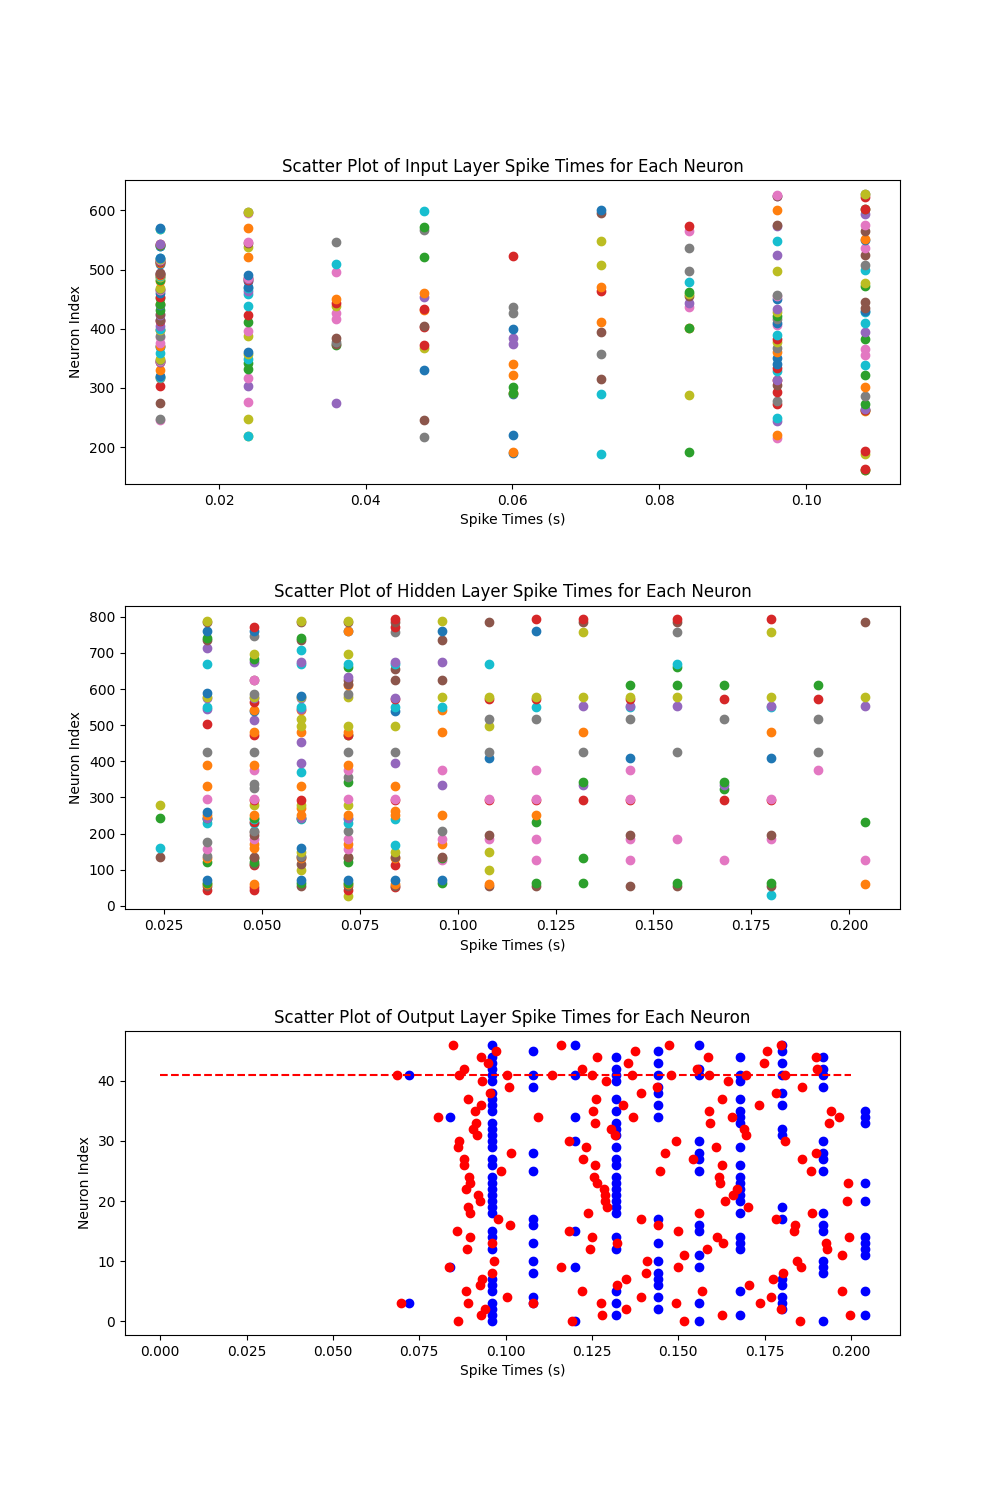 Scatter Plot of Input Layer Spike Times for Each Neuron
600
500
400
300
200
Neuron Index
0.02 0.04 0.06 0.08 0.10
Spike Times (s)
Scatter Plot of Hidden Layer Spike Times for Each Neuron
800
700
600
500
400
300
200
100
0
Neuron Index
0.025 0.050 0.075 0.100 0.125 0.150 0.175 0.200
Spike Times (s)
Scatter Plot of Output Layer Spike Times for Each Neuron
40
30
20
10
0
Neuron Index
0.000 0.025 0.050 0.075 0.100 0.125 0.150 0.175 0.200
Spike Times (s)